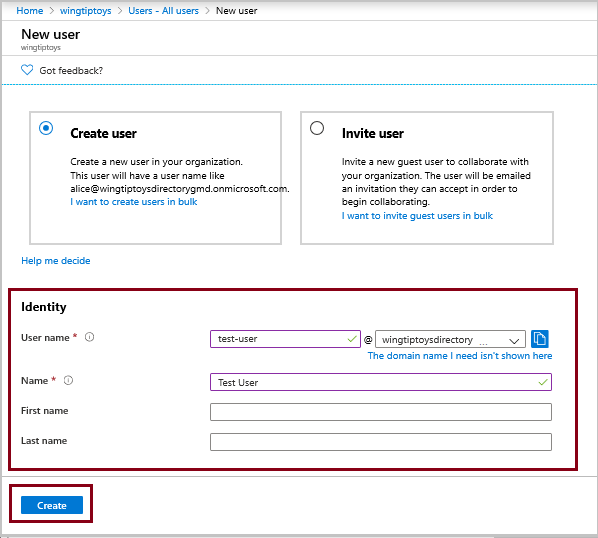 Home > wingtiptoys > Users - All users > New user
New user
wingtiptoys
Got feedback?
Create user
Create a new user in your organization.
This user will have a user name like
alice@wingtiptoysdirectorygmd.onmicrosoft.com.
I want to create users in bulk
Invite user
Invite a new guest user to collaborate with
your organization. The user will be emailed
an invitation they can accept in order to
begin collaborating.
I want to invite guest users in bulk
Help me decide
Identity
User name * test-user @ wingtiptoysdirectory ...
The domain name I need isn't shown here
Name * Test User
First name
Last name
Create